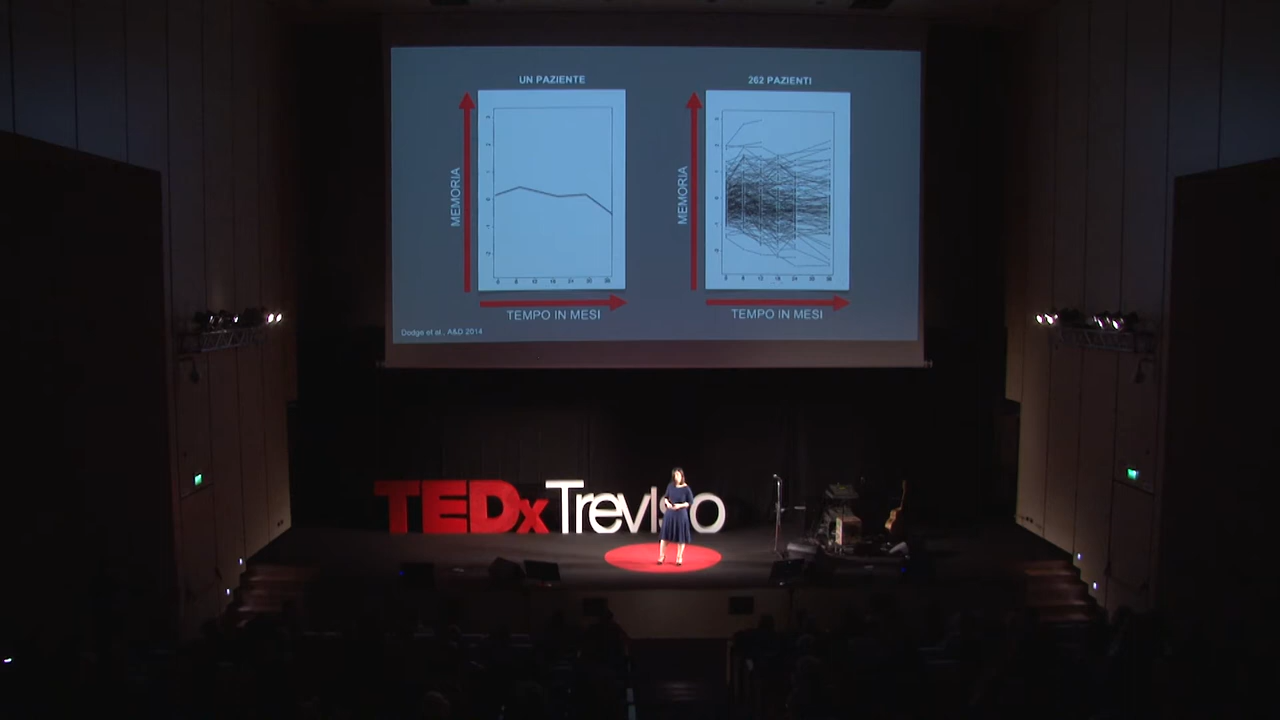 UN PAZIENTE
262 PAZIENTI
MEMORIA
MEMORIA
TEMPO IN MESI
TEMPO IN MESI
Dodge et al., A&D 2014
TEDxTreviso